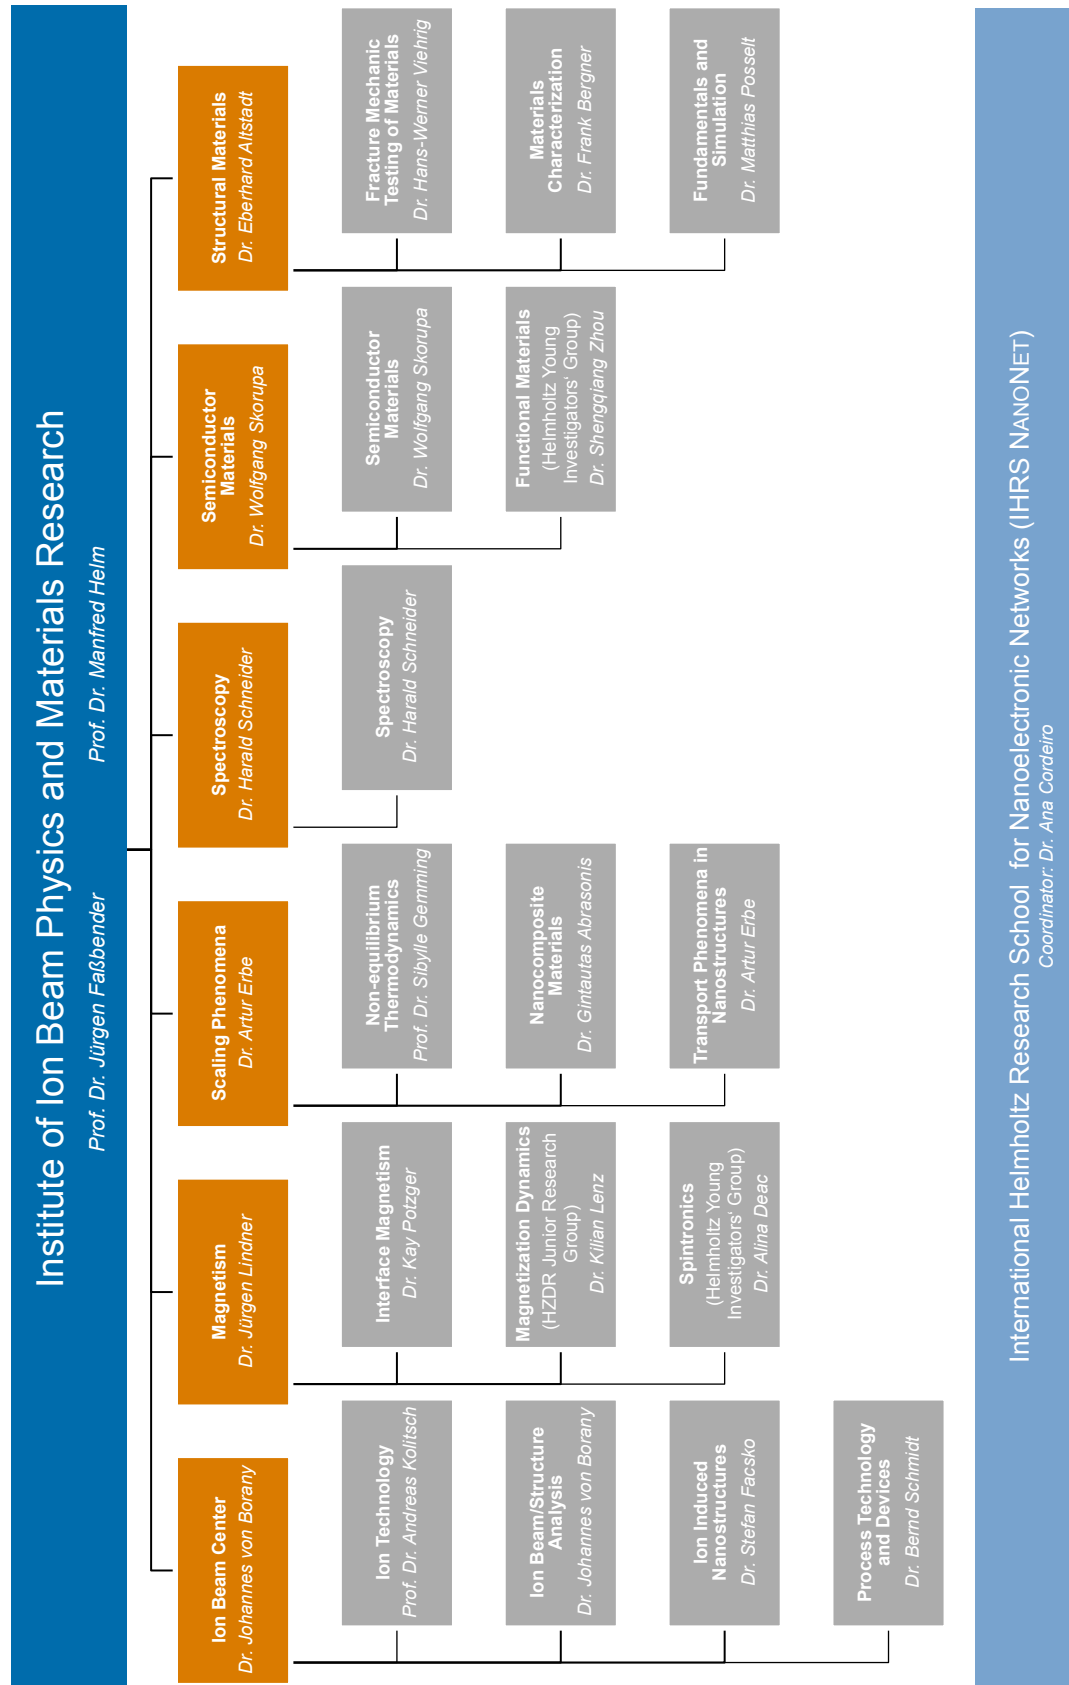 Institute of Ion Beam Physics and Materials Research
Prof. Dr. Jürgen Faßbender
Prof. Dr. Manfred Helm
Ion Beam Center
Dr. Johannes von Borany
Ion Technology
Prof. Dr. Andreas Kolitsch
Ion Beam/Structure
Analysis
Dr. Johannes von Borany
Ion Induced
Nanostructures
Dr. Stefan Facsko
Process Technology
and Devices
Dr. Bernd Schmidt
Magnetism
Dr. Jürgen Lindner
Interface Magnetism
Dr. Kay Potzger
Magnetization Dynamics
(HZDR Junior Research
Group)
Dr. Kilian Lenz
Spintronics
(Helmholtz Young
Investigators' Group)
Dr. Alina Deac
Scaling Phenomena
Dr. Artur Erbe
Non-equilibrium
Thermodynamics
Prof. Dr. Sibylle Gemming
Nanocomposite
Materials
Dr. Gintautas Abrasonis
Transport Phenomena in
Nanostructures
Dr. Artur Erbe
Spectroscopy
Dr. Harald Schneider
Spectroscopy
Dr. Harald Schneider
Semiconductor
Materials
Dr. Wolfgang Skorupa
Semiconductor
Materials
Dr. Wolfgang Skorupa
Functional Materials
(Helmholtz Young
Investigators' Group)
Dr. Shengqiang Zhou
Structural Materials
Dr. Eberhard Altstadt
Fracture Mechanic
Testing of Materials
Dr. Hans-Werner Viehrig
Materials
Characterization
Dr. Frank Bergner
Fundamentals and
Simulation
Dr. Matthias Posselt
International Helmholtz Research School for Nanoelectronic Networks (IHRS NANONET)
Coordinator: Dr. Ana Cordeiro